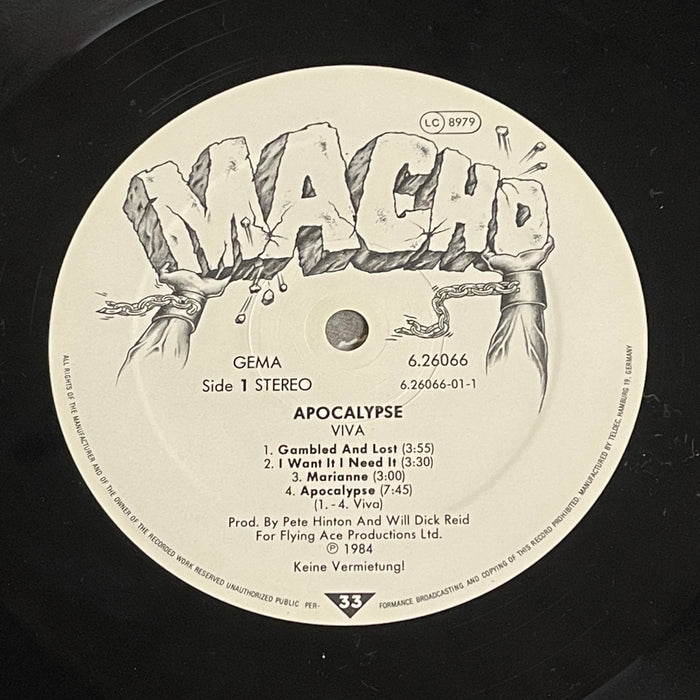 LC 8979
MACHO
GEMA 6.26066
Side 1 STEREO 6.26066-01-1
APOCALYPSE
VIVA
1. Gambled And Lost (3:55)
2. I Want It I Need It (3:30)
3. Marianne (3:00)
4. Apocalypse (7:45)
(1.-4. Viva)
Prod. By Pete Hinton And Will Dick Reid
For Flying Ace Productions Ltd.
℗ 1984
Keine Vermietung!
33
ALL RIGHTS OF THE MANUFACTURER AND OF THE OWNER OF THE RECORDED WORK RESERVED UNAUTHORIZED PUBLIC PER- FORMANCE BROADCASTING AND COPYING OF THIS RECORD PROHIBITED. MANUFACTURED BY TELDEC, HAMBURG 19, GERMANY